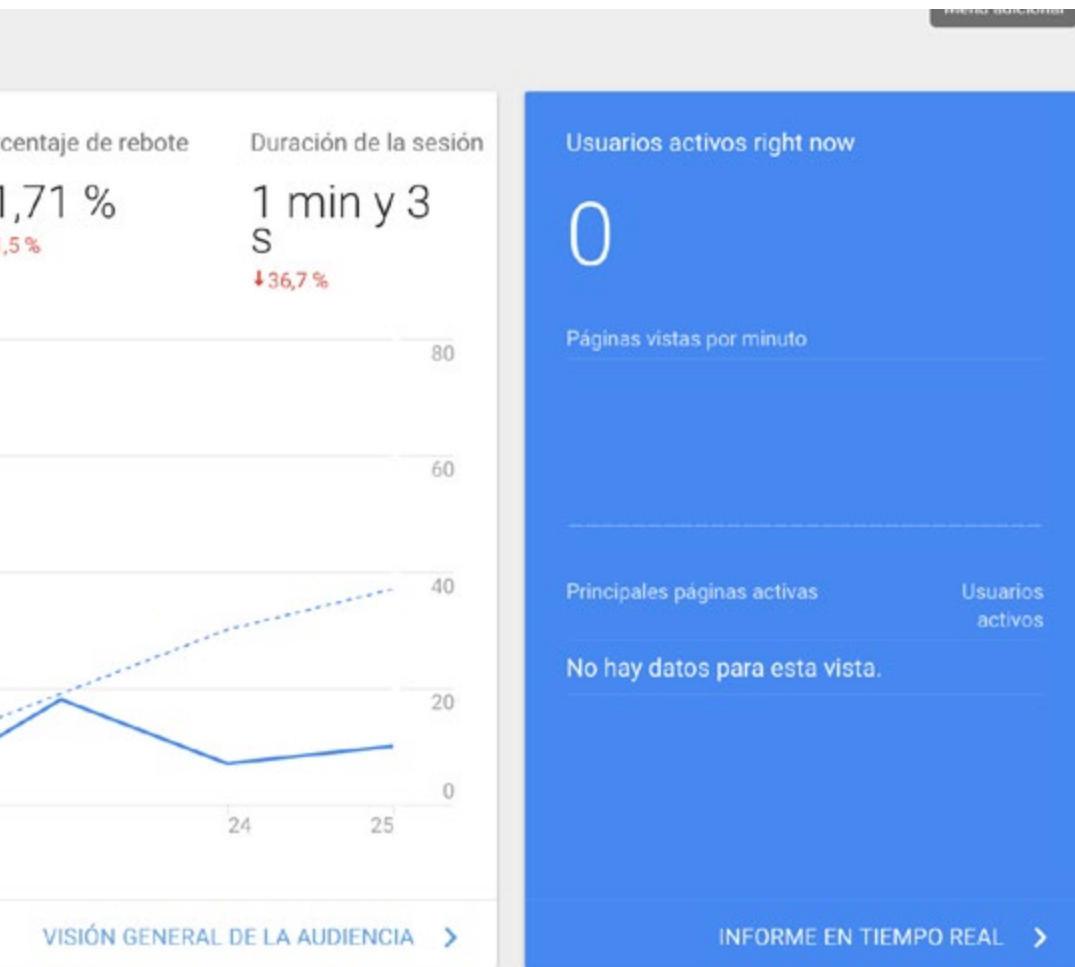 Menú adicional
centaje de rebote
Duración de la sesión
1,71 %
,5 %
1 min y 3
s
↓36,7 %
80
60
40
20
0
24
25
VISIÓN GENERAL DE LA AUDIENCIA
Usuarios activos right now
0
Páginas vistas por minuto
Principales páginas activas
Usuarios
activos
No hay datos para esta vista.
INFORME EN TIEMPO REAL